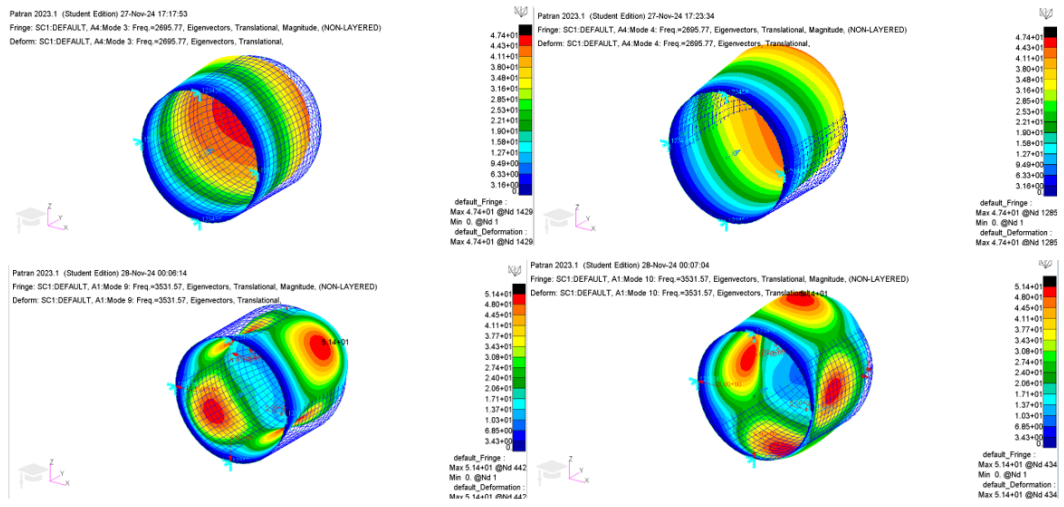 Patran 2023.1 (Student Edition) 27-Nov-24 17:17:53
Fringe: SC1:DEFAULT, A4:Mode 3: Freq.=2695.77, Eigenvectors, Translational, Magnitude, (NON-LAYERED)
Deform: SC1:DEFAULT, A4:Mode 3: Freq.=2695.77, Eigenvectors, Translational,
4.74+01
4.43+01
4.11+01
3.80+01
3.48+01
3.16+01
2.85+01
2.53+01
2.21+01
1.90+01
1.58+01
1.27+01
9.49+00
6.33+00
3.16+00
0.
default_Fringe :
Max 4.74+01 @Nd 1429
Min 0. @Nd 1
default_Deformation :
Max 4.74+01 @Nd 1429
Z
Y
X
Patran 2023.1 (Student Edition) 27-Nov-24 17:23:34
Fringe: SC1:DEFAULT, A4:Mode 4: Freq.=2695.77, Eigenvectors, Translational, Magnitude, (NON-LAYERED)
Deform: SC1:DEFAULT, A4:Mode 4: Freq.=2695.77, Eigenvectors, Translational,
4.74+01
4.43+01
4.11+01
3.80+01
3.48+01
3.16+01
2.85+01
2.53+01
2.21+01
1.90+01
1.58+01
1.27+01
9.49+00
6.33+00
3.16+00
0.
default_Fringe :
Max 4.74+01 @Nd 1285
Min 0. @Nd 1
default_Deformation :
Max 4.74+01 @Nd 1285
Z
Y
X
Patran 2023.1 (Student Edition) 28-Nov-24 00:06:14
Fringe: SC1:DEFAULT, A1:Mode 9: Freq.=3531.57, Eigenvectors, Translational, Magnitude, (NON-LAYERED)
Deform: SC1:DEFAULT, A1:Mode 9: Freq.=3531.57, Eigenvectors, Translational,
5.14+01
5.14+01
4.80+01
4.45+01
4.11+01
3.77+01
3.43+01
3.08+01
2.74+01
2.40+01
2.06+01
1.71+01
1.37+01
1.03+01
6.85+00
3.43+00
0.
default_Fringe :
Max 5.14+01 @Nd 442
Min 0. @Nd 1
default_Deformation :
Max 5.14+01 @Nd 442
Z
Y
X
Patran 2023.1 (Student Edition) 28-Nov-24 00:07:04
Fringe: SC1:DEFAULT, A1:Mode 10: Freq.=3531.57, Eigenvectors, Translational, Magnitude, (NON-LAYERED)
Deform: SC1:DEFAULT, A1:Mode 10: Freq.=3531.57, Eigenvectors, Translational,
5.14+01
4.80+01
4.45+01
4.11+01
3.77+01
3.43+01
3.08+01
2.74+01
2.40+01
2.06+01
1.71+01
1.37+01
1.03+01
6.85+00
3.43+00
0.
default_Fringe :
Max 5.14+01 @Nd 434
Min 0. @Nd 1
default_Deformation :
Max 5.14+01 @Nd 434
Z
Y
X